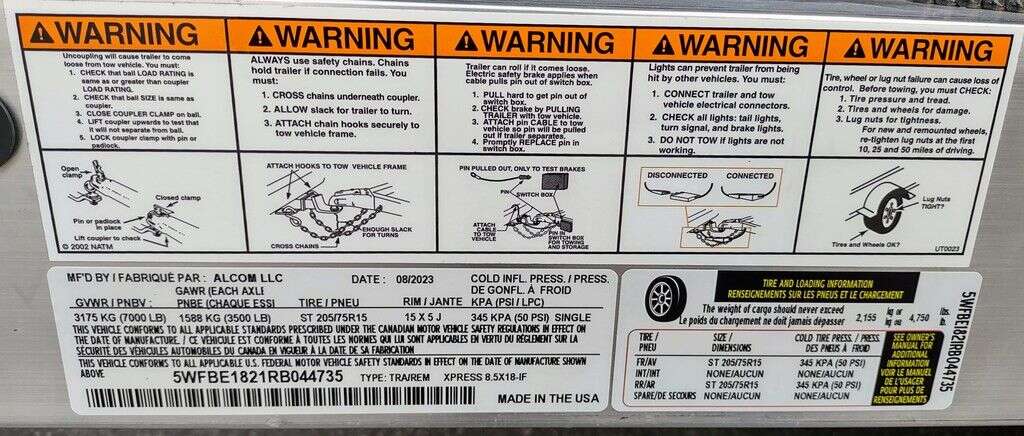 WARNING
Uncoupling will cause trailer to come
loose from tow vehicle. You must:
1. CHECK that ball LOAD RATING is
same as or greater than coupler
LOAD RATING.
2. CHECK that ball SIZE is same as
coupler.
3. CLOSE COUPLER CLAMP on ball.
4. LIFT coupler upwards to test that
it will not separate from ball.
5. LOCK coupler clamp with pin or
padlock.
Open
clamp
Closed clamp
Pin or padlock
in place
Lift coupler to check
© 2002 NATM
WARNING
ALWAYS use safety chains. Chains
hold trailer if connection fails. You
must:
1. CROSS chains underneath coupler.
2. ALLOW slack for trailer to turn.
3. ATTACH chain hooks securely to
tow vehicle frame.
ATTACH HOOKS TO TOW VEHICLE FRAME
ENOUGH SLACK
FOR TURNS
CROSS CHAINS
WARNING
Trailer can roll if it comes loose.
Electric safety brake applies when
cable pulls pin out of switch box.
1. PULL hard to get pin out of
switch box.
2. CHECK brake by PULLING
TRAILER with tow vehicle.
3. ATTACH pin CABLE to tow
vehicle so pin will be pulled
out if trailer separates.
4. Promptly REPLACE pin in
switch box.
PIN PULLED OUT, ONLY TO TEST BRAKES
PIN
SWITCH BOX
ATTACH
CABLE
TO TOW
VEHICLE
PIN IN
SWITCH BOX
FOR TOWING
AND STORAGE
WARNING
Lights can prevent trailer from being
hit by other vehicles. You must:
1. CONNECT trailer and tow
vehicle electrical connectors.
2. CHECK all lights: tail lights,
turn signal, and brake lights.
3. DO NOT TOW if lights are not
working.
DISCONNECTED CONNECTED
WARNING
Tire, wheel or lug nut failure can cause loss of
control. Before towing, you must CHECK:
1. Tire pressure and tread.
2. Tires and wheels for damage.
3. Lug nuts for tightness.
For new and remounted wheels,
re-tighten lug nuts at the first
10, 25 and 50 miles of driving.
Lug Nuts
TIGHT?
Tires and Wheels OK?
UT0023
MF'D BY / FABRIQUÉ PAR: ALCOM LLC DATE: 08/2023 COLD INFL. PRESS. / PRESS.
GAWR (EACH AXLI DE GONFL. À FROID
GVWR / PNBV: PNBE (CHAQUE ESSI TIRE / PNEU RIM / JANTE KPA (PSI / LPC)
3175 KG (7000 LB) 1588 KG (3500 LB) ST 205/75R15 15 X 5 J 345 KPA (50 PSI) SINGLE
THIS VEHICLE CONFORMS TO ALL APPLICABLE STANDARDS PRESCRIBED UNDER THE CANADIAN MOTOR VEHICLE SAFETY REGULATIONS IN EFFECT ON
THE DATE OF MANUFACTURE. / CE VÉHICULE EST CONFORME À TOUTES LES NORMES QUI LUI SONT APPLICABLES EN VERTU DU RÈGLEMENT SUR LA
SÉCURITÉ DES VÉHICULES AUTOMOBILES DU CANADA EN VIGUEUR À LA DATE DE SA FABRICATION.
THIS VEHICLE CONFORMS TO ALL APPLICABLE U.S. FEDERAL MOTOR VEHICLE SAFETY STANDARDS IN EFFECT ON THE DATE OF MANUFACTURE SHOWN
ABOVE
5WFBE1821RB044735 TYPE: TRA/REM XPRESS 8.5X18-IF
MADE IN THE USA
TIRE AND LOADING INFORMATION
RENSEIGNEMENTS SUR LES PNEUS ET LE CHARGEMENT
The weight of cargo should never exceed
Le poids du chargement ne doit jamais dépasser 2,155 kg or kg ou 4,750 lbs. lb.
TIRE / PNEU SIZE / DIMENSION COLD TIRE PRESS. / PRESS. DES PNEUS À FROID
FR/AV ST 205/75R15 345 KPA (50 PSI)
INT/INT NONE/AUCUN NONE/AUCUN
RR/AR ST 205/75R15 345 KPA (50 PSI)
SPARE/DE SECOURS NONE/AUCUN NONE/AUCUN
SEE OWNER'S
MANUAL FOR
ADDITIONAL
INFORMATION
VOIR LE MANUEL
DE L'USAGER
POUR PLUS DE
RENSEIGNEMENTS
5WFBE1821RB044735